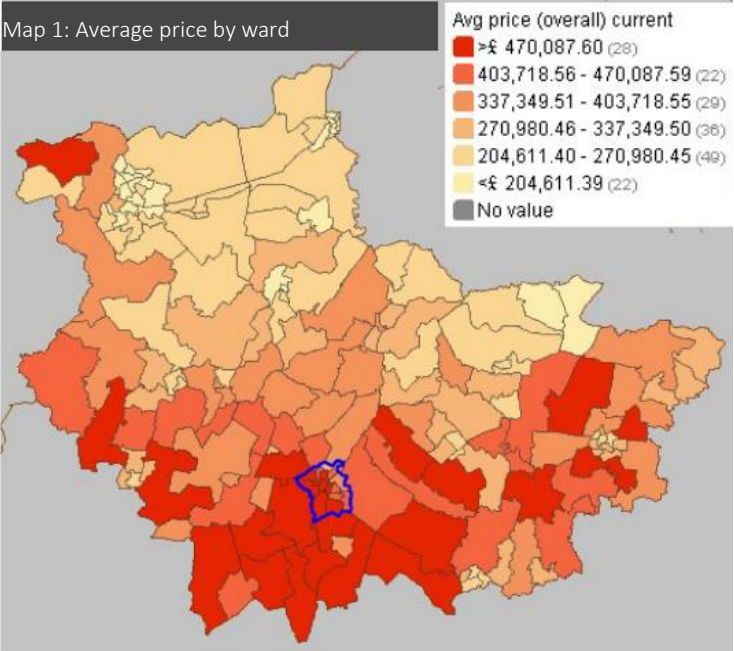 Map 1: Average price by ward
Avg price (overall) current
>£ 470,087.60 (28)
403,718.56 - 470,087.59 (22)
337,349.51 - 403,718.55 (29)
270,980.46 - 337,349.50 (36)
204,611.40 - 270,980.45 (49)
<£ 204,611.39 (22)
No value